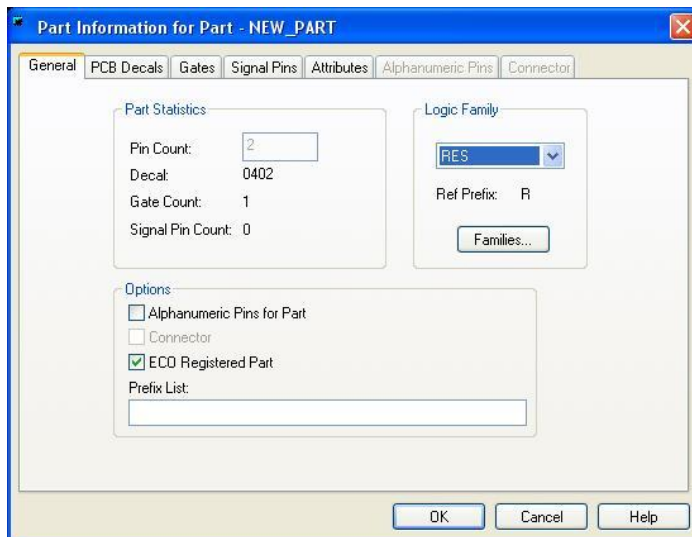 Part Information for Part - NEW_PART
General PCB Decals Gates Signal Pins Attributes Alphanumeric Pins Connector
Part Statistics
Pin Count: 2
Decal: 0402
Gate Count: 1
Signal Pin Count: 0
Logic Family
RES
Ref Prefix: R
Families...
Options
Alphanumeric Pins for Part
Connector
ECO Registered Part
Prefix List:
OK Cancel Help